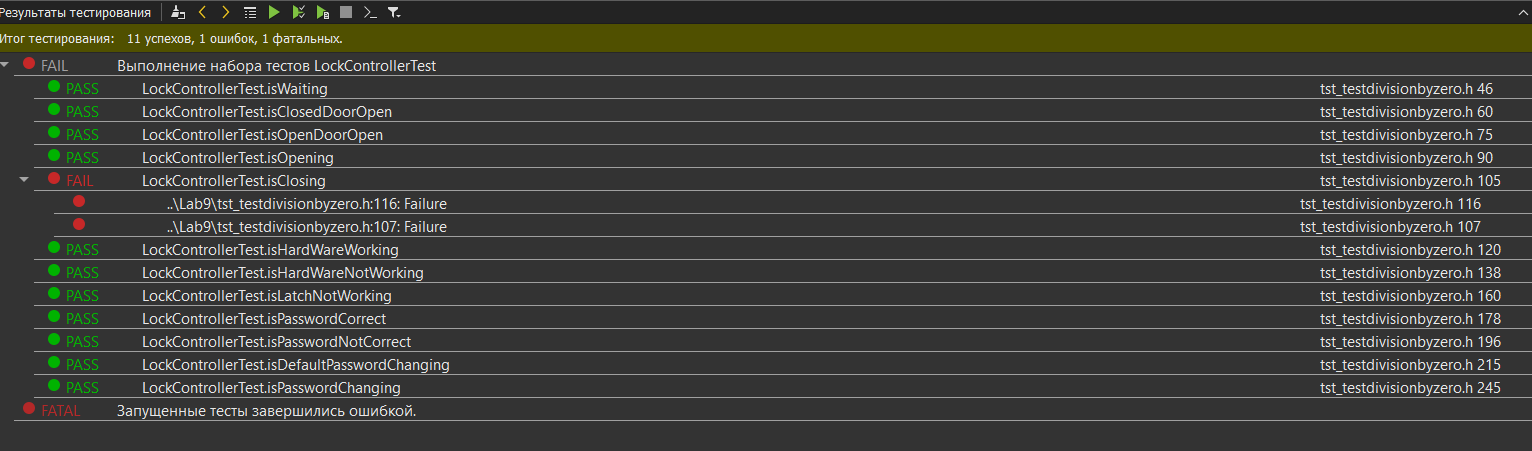 Результаты тестирования
Итог тестирования: 11 успехов, 1 ошибок, 1 фатальных.
FAIL Выполнение набора тестов LockControllerTest
PASS LockControllerTest.isWaiting tst_testdivisionbyzero.h 46
PASS LockControllerTest.isClosedDoorOpen tst_testdivisionbyzero.h 60
PASS LockControllerTest.isOpenDoorOpen tst_testdivisionbyzero.h 75
PASS LockControllerTest.isOpening tst_testdivisionbyzero.h 90
FAIL LockControllerTest.isClosing tst_testdivisionbyzero.h 105
..\Lab9\tst_testdivisionbyzero.h:116: Failure tst_testdivisionbyzero.h 116
..\Lab9\tst_testdivisionbyzero.h:107: Failure tst_testdivisionbyzero.h 107
PASS LockControllerTest.isHardWareWorking tst_testdivisionbyzero.h 120
PASS LockControllerTest.isHardWareNotWorking tst_testdivisionbyzero.h 138
PASS LockControllerTest.isLatchNotWorking tst_testdivisionbyzero.h 160
PASS LockControllerTest.isPasswordCorrect tst_testdivisionbyzero.h 178
PASS LockControllerTest.isPasswordNotCorrect tst_testdivisionbyzero.h 196
PASS LockControllerTest.isDefaultPasswordChanging tst_testdivisionbyzero.h 215
PASS LockControllerTest.isPasswordChanging tst_testdivisionbyzero.h 245
FATAL Запущенные тесты завершились ошибкой.